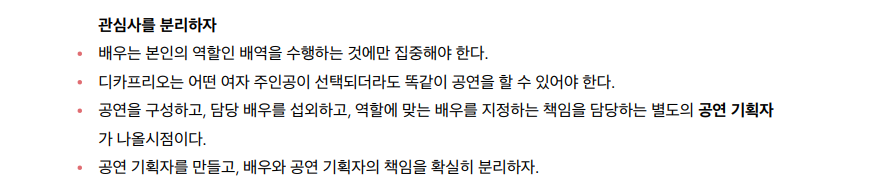 관심사를 분리하자
• 배우는 본인의 역할인 배역을 수행하는 것에만 집중해야 한다.
• 디카프리오는 어떤 여자 주인공이 선택되더라도 똑같이 공연을 할 수 있어야 한다.
• 공연을 구성하고, 담당 배우를 섭외하고, 역할에 맞는 배우를 지정하는 책임을 담당하는 별도의 공연 기획자
가 나올시점이다.
• 공연 기획자를 만들고, 배우와 공연 기획자의 책임을 확실히 분리하자.